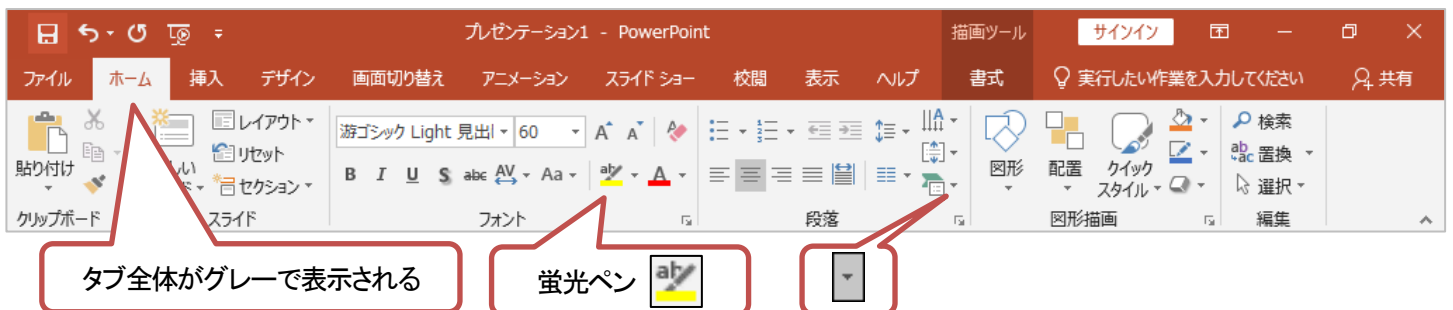 プレゼンテーション1 - PowerPoint 描画ツール サインイン
ファイル ホーム 挿入 デザイン 画面切り替え アニメーション スライド ショー 校閲 表示 ヘルプ 書式 実行したい作業を入力してください 共有
レイアウト 游ゴシック Light 見出し 60 A A 検索
貼り付け リセット 図形 配置 クイック スタイル ab ac 置換
セクション B I U S abc AV Aa aby A 選択
クリップボード スライド フォント 段落 図形描画 編集
タブ全体がグレーで表示される 蛍光ペン aby